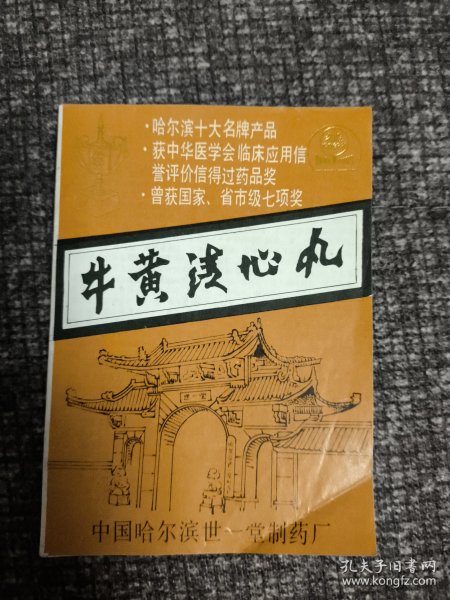 ·哈尔滨十大名牌产品
·获中华医学会临床应用信
誉评价信得过药品奖
·曾获国家、省市级七项奖
牛黄清心丸
中国哈尔滨世一堂制药厂
孔夫子旧书网
www.kongfz.com